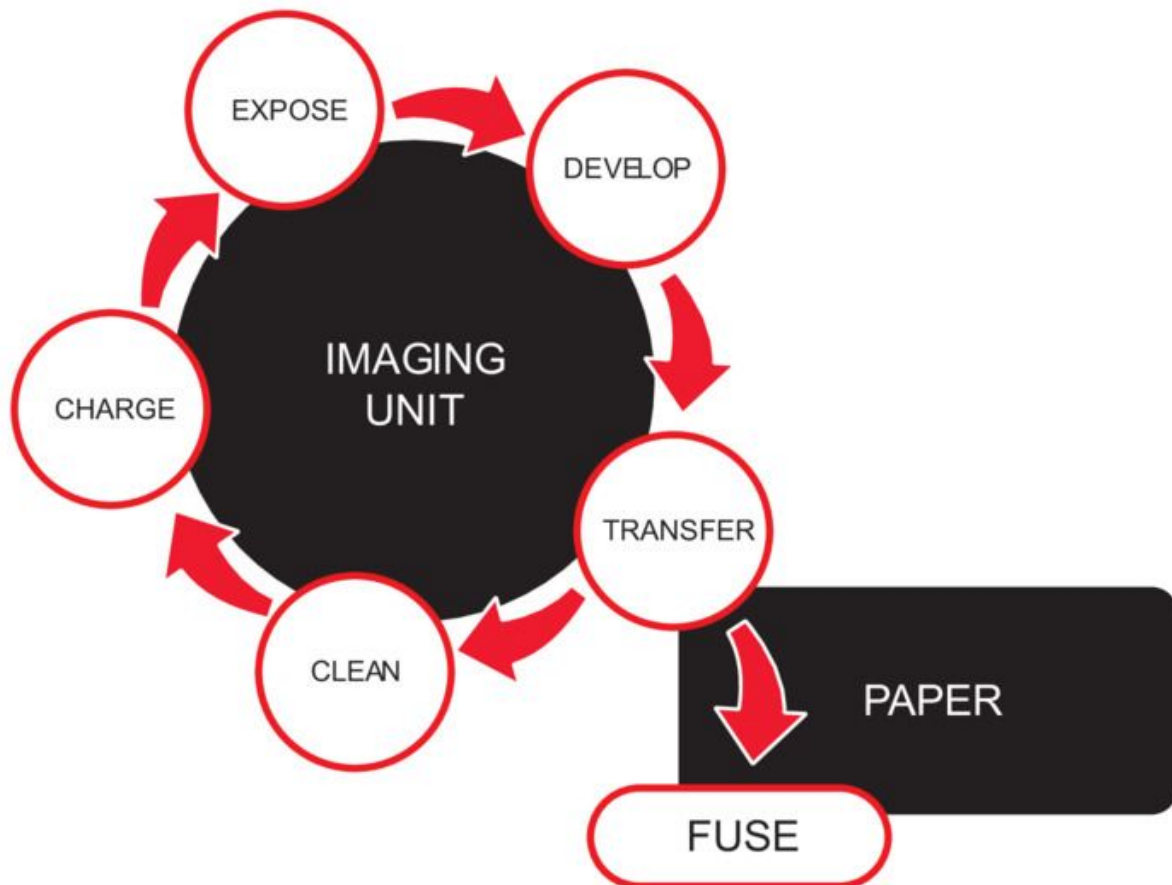 EXPOSE
DEVELOP
IMAGING
UNIT
CHARGE
TRANSFER
CLEAN
PAPER
FUSE